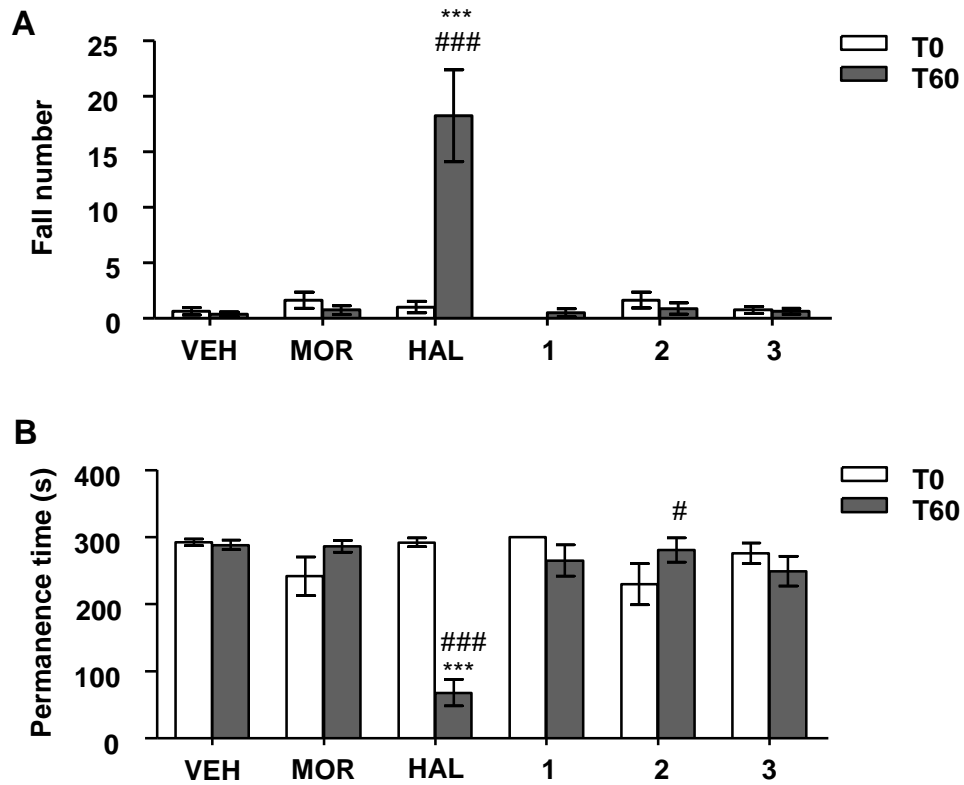 A
Fall number
25
20
15
10
5
0
***
###
T0
T60
VEH MOR HAL 1 2 3
B
Permanence time (s)
400
300
200
100
0
###
***
#
T0
T60
VEH MOR HAL 1 2 3